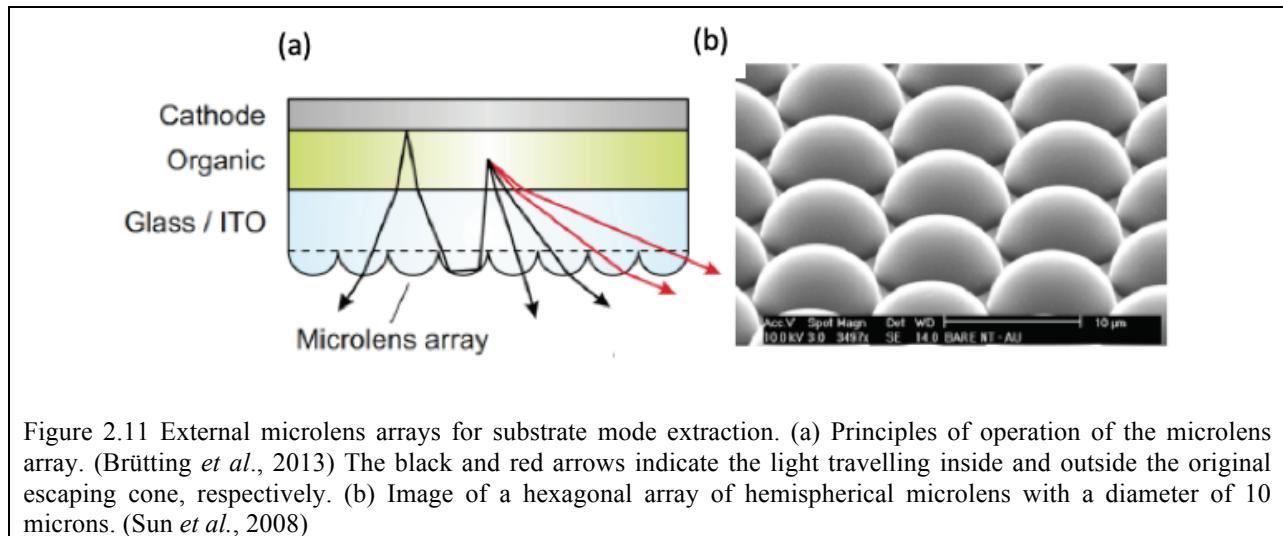 (a)
(b)
Cathode
Organic
Glass / ITO
Microlens array
Acc.V Spot Magn Det WD 10 µm
10.0 kV 3.0 3497x SE 14.0 BARE NT-AU
Figure 2.11 External microlens arrays for substrate mode extraction. (a) Principles of operation of the microlens
array. (Brütting et al., 2013) The black and red arrows indicate the light travelling inside and outside the original
escaping cone, respectively. (b) Image of a hexagonal array of hemispherical microlens with a diameter of 10
microns. (Sun et al., 2008)